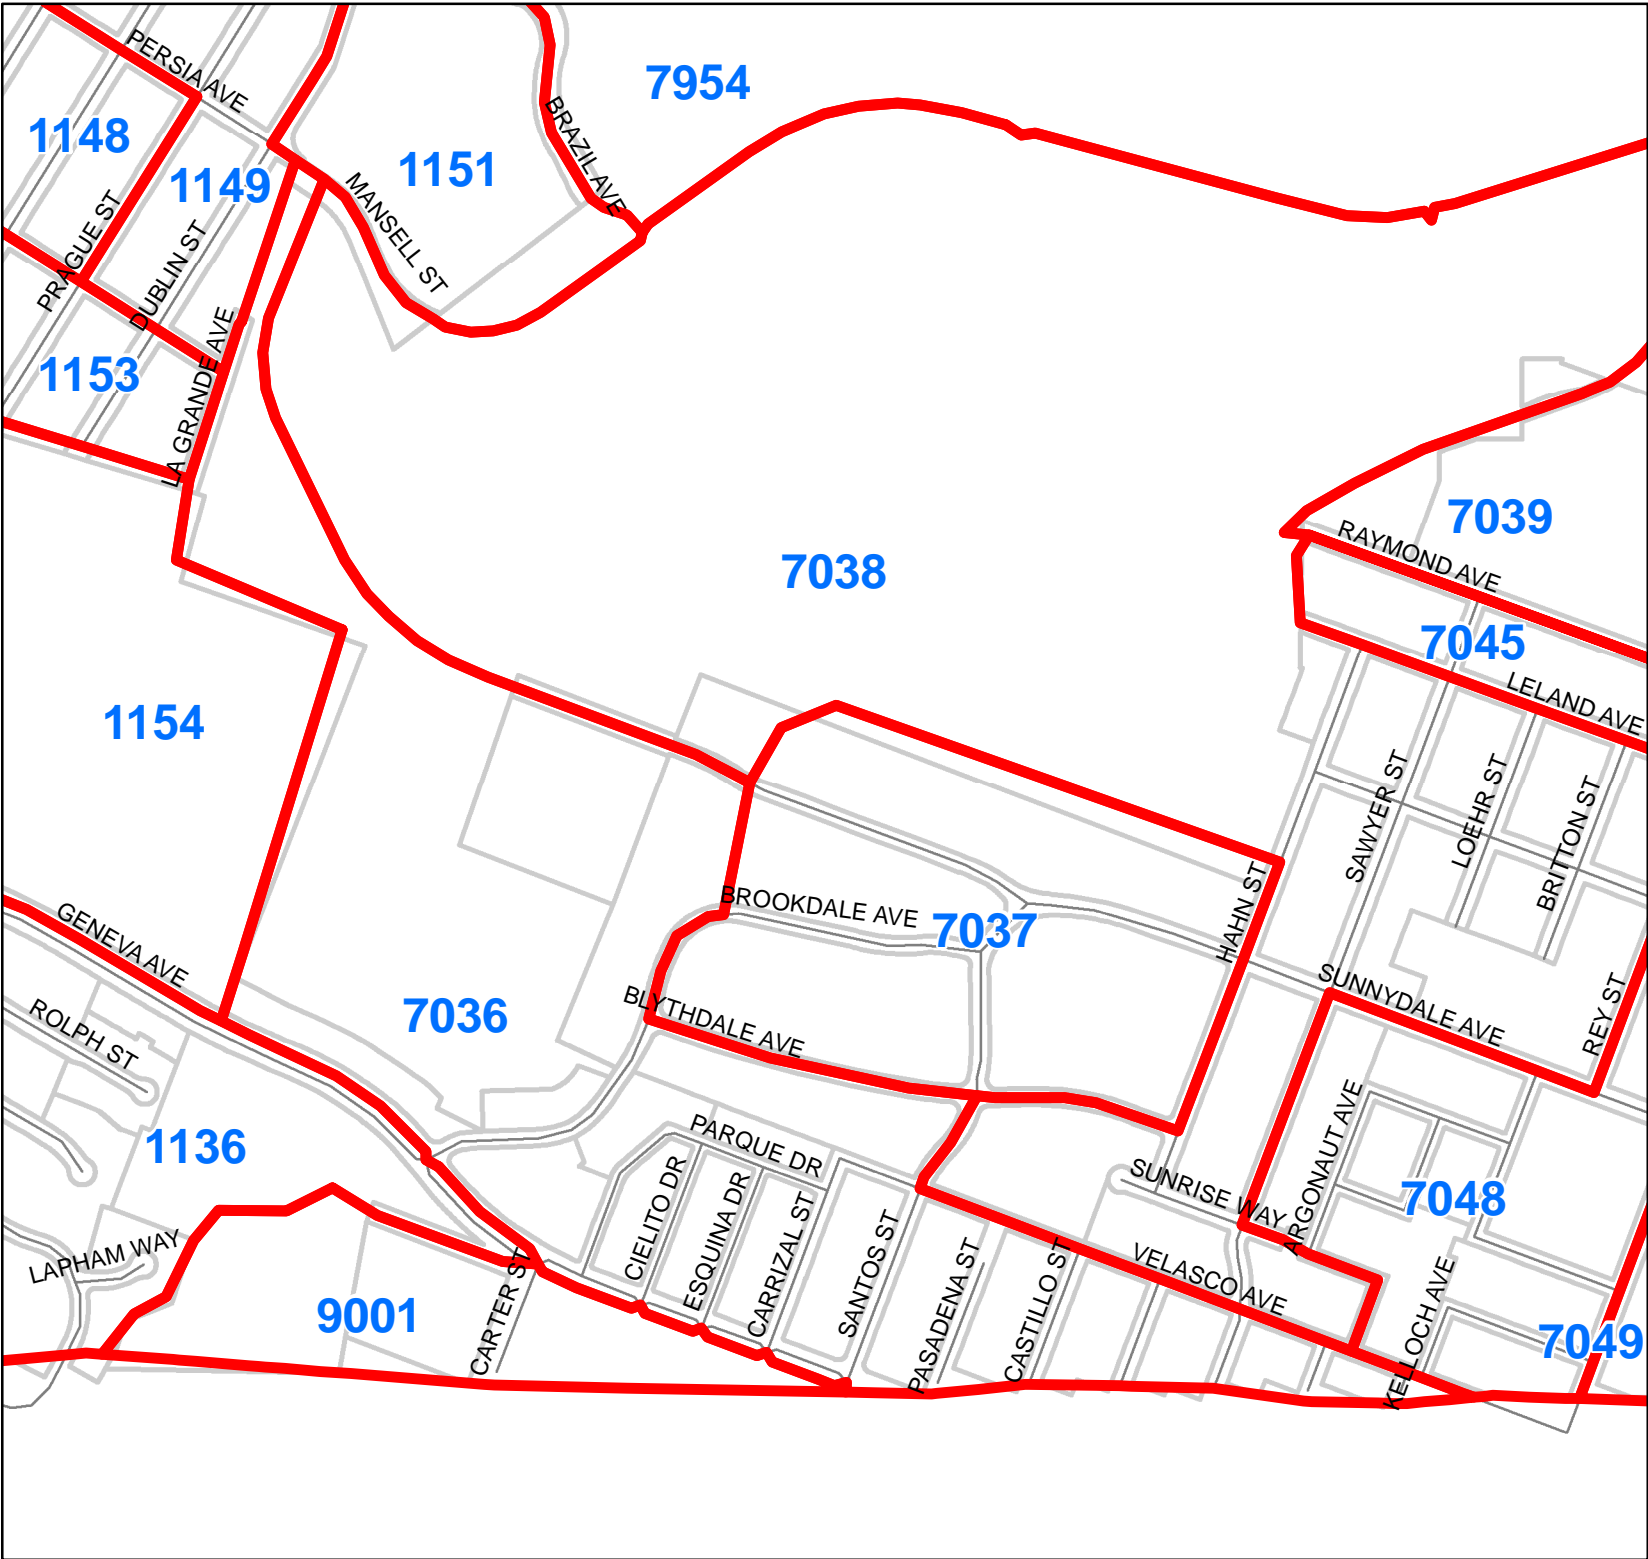 PERSIA AVE
7954
1148
BRAZIL AVE
1151
1149
MANSELL ST
PRAGUE ST
DUBLIN ST
1153
LA GRANDE AVE
7039
RAYMOND AVE
7038
7045
LELAND AVE
1154
SAWYER ST
LOEHR ST
BRITTON ST
BROOKDALE AVE
7037
HAHN ST
GENEVA AVE
SUNNYDALE AVE
REY ST
ROLPH ST
7036
BLYTHDALE AVE
1136
PARQUE DR
ARGONAUT AVE
SUNRISE WAY
7048
CIELITO DR
ESQUINA DR
CARRIZAL ST
SANTOS ST
PASADENA ST
CASTILLO ST
VELASCO AVE
LAPHAM WAY
CARTER ST
9001
KELLOCH AVE
7049